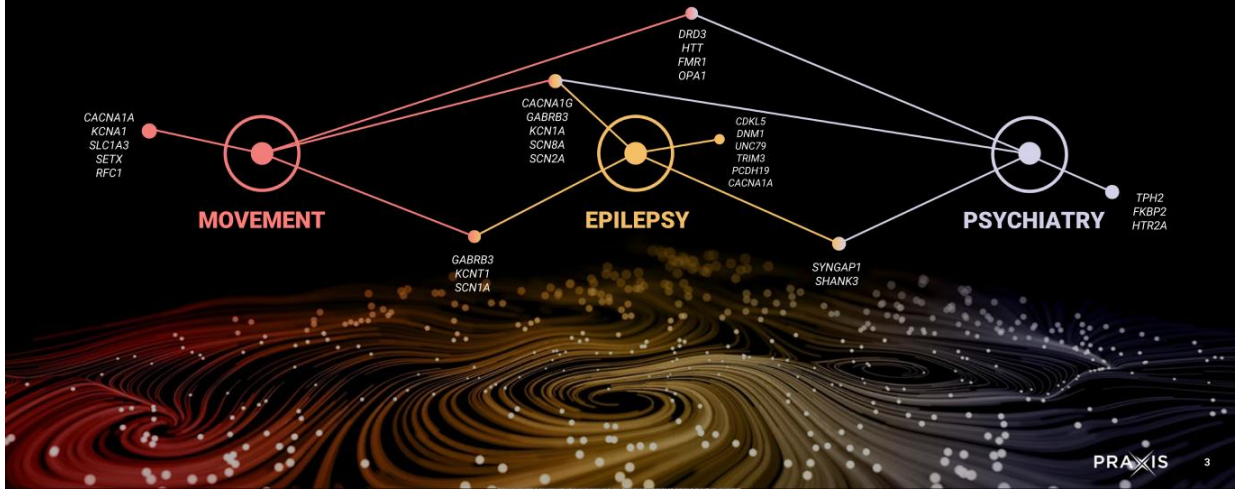 DRD3
HTT
FMR1
OPA1
CACNA1A
KCNA1
SLC1A3
SETX
RFC1
CACNA1G
GABRB3
KCN1A
SCN8A
SCN2A
CDKL5
DNM1
UNC79
TRIM3
PCDH19
CACNA1A
MOVEMENT
EPILEPSY
PSYCHIATRY
TPH2
FKBP2
HTR2A
GABRB3
KCNT1
SCN1A
SYNGAP1
SHANK3
PRAXIS
3